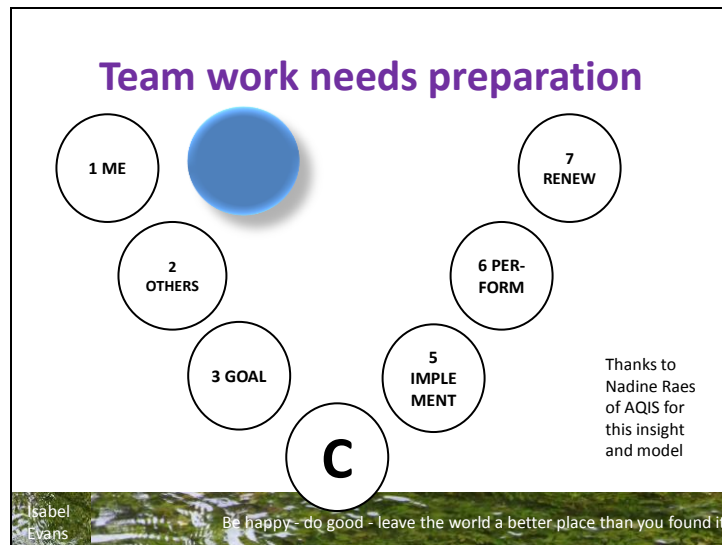 Team work needs preparation
1 ME
7
RENEW
2
OTHERS
6 PER-
FORM
3 GOAL
5
IMPLE
MENT
C
Thanks to
Nadine Raes
of AQIS for
this insight
and model
Isabel
Evans
Be happy - do good - leave the world a better place than you found it